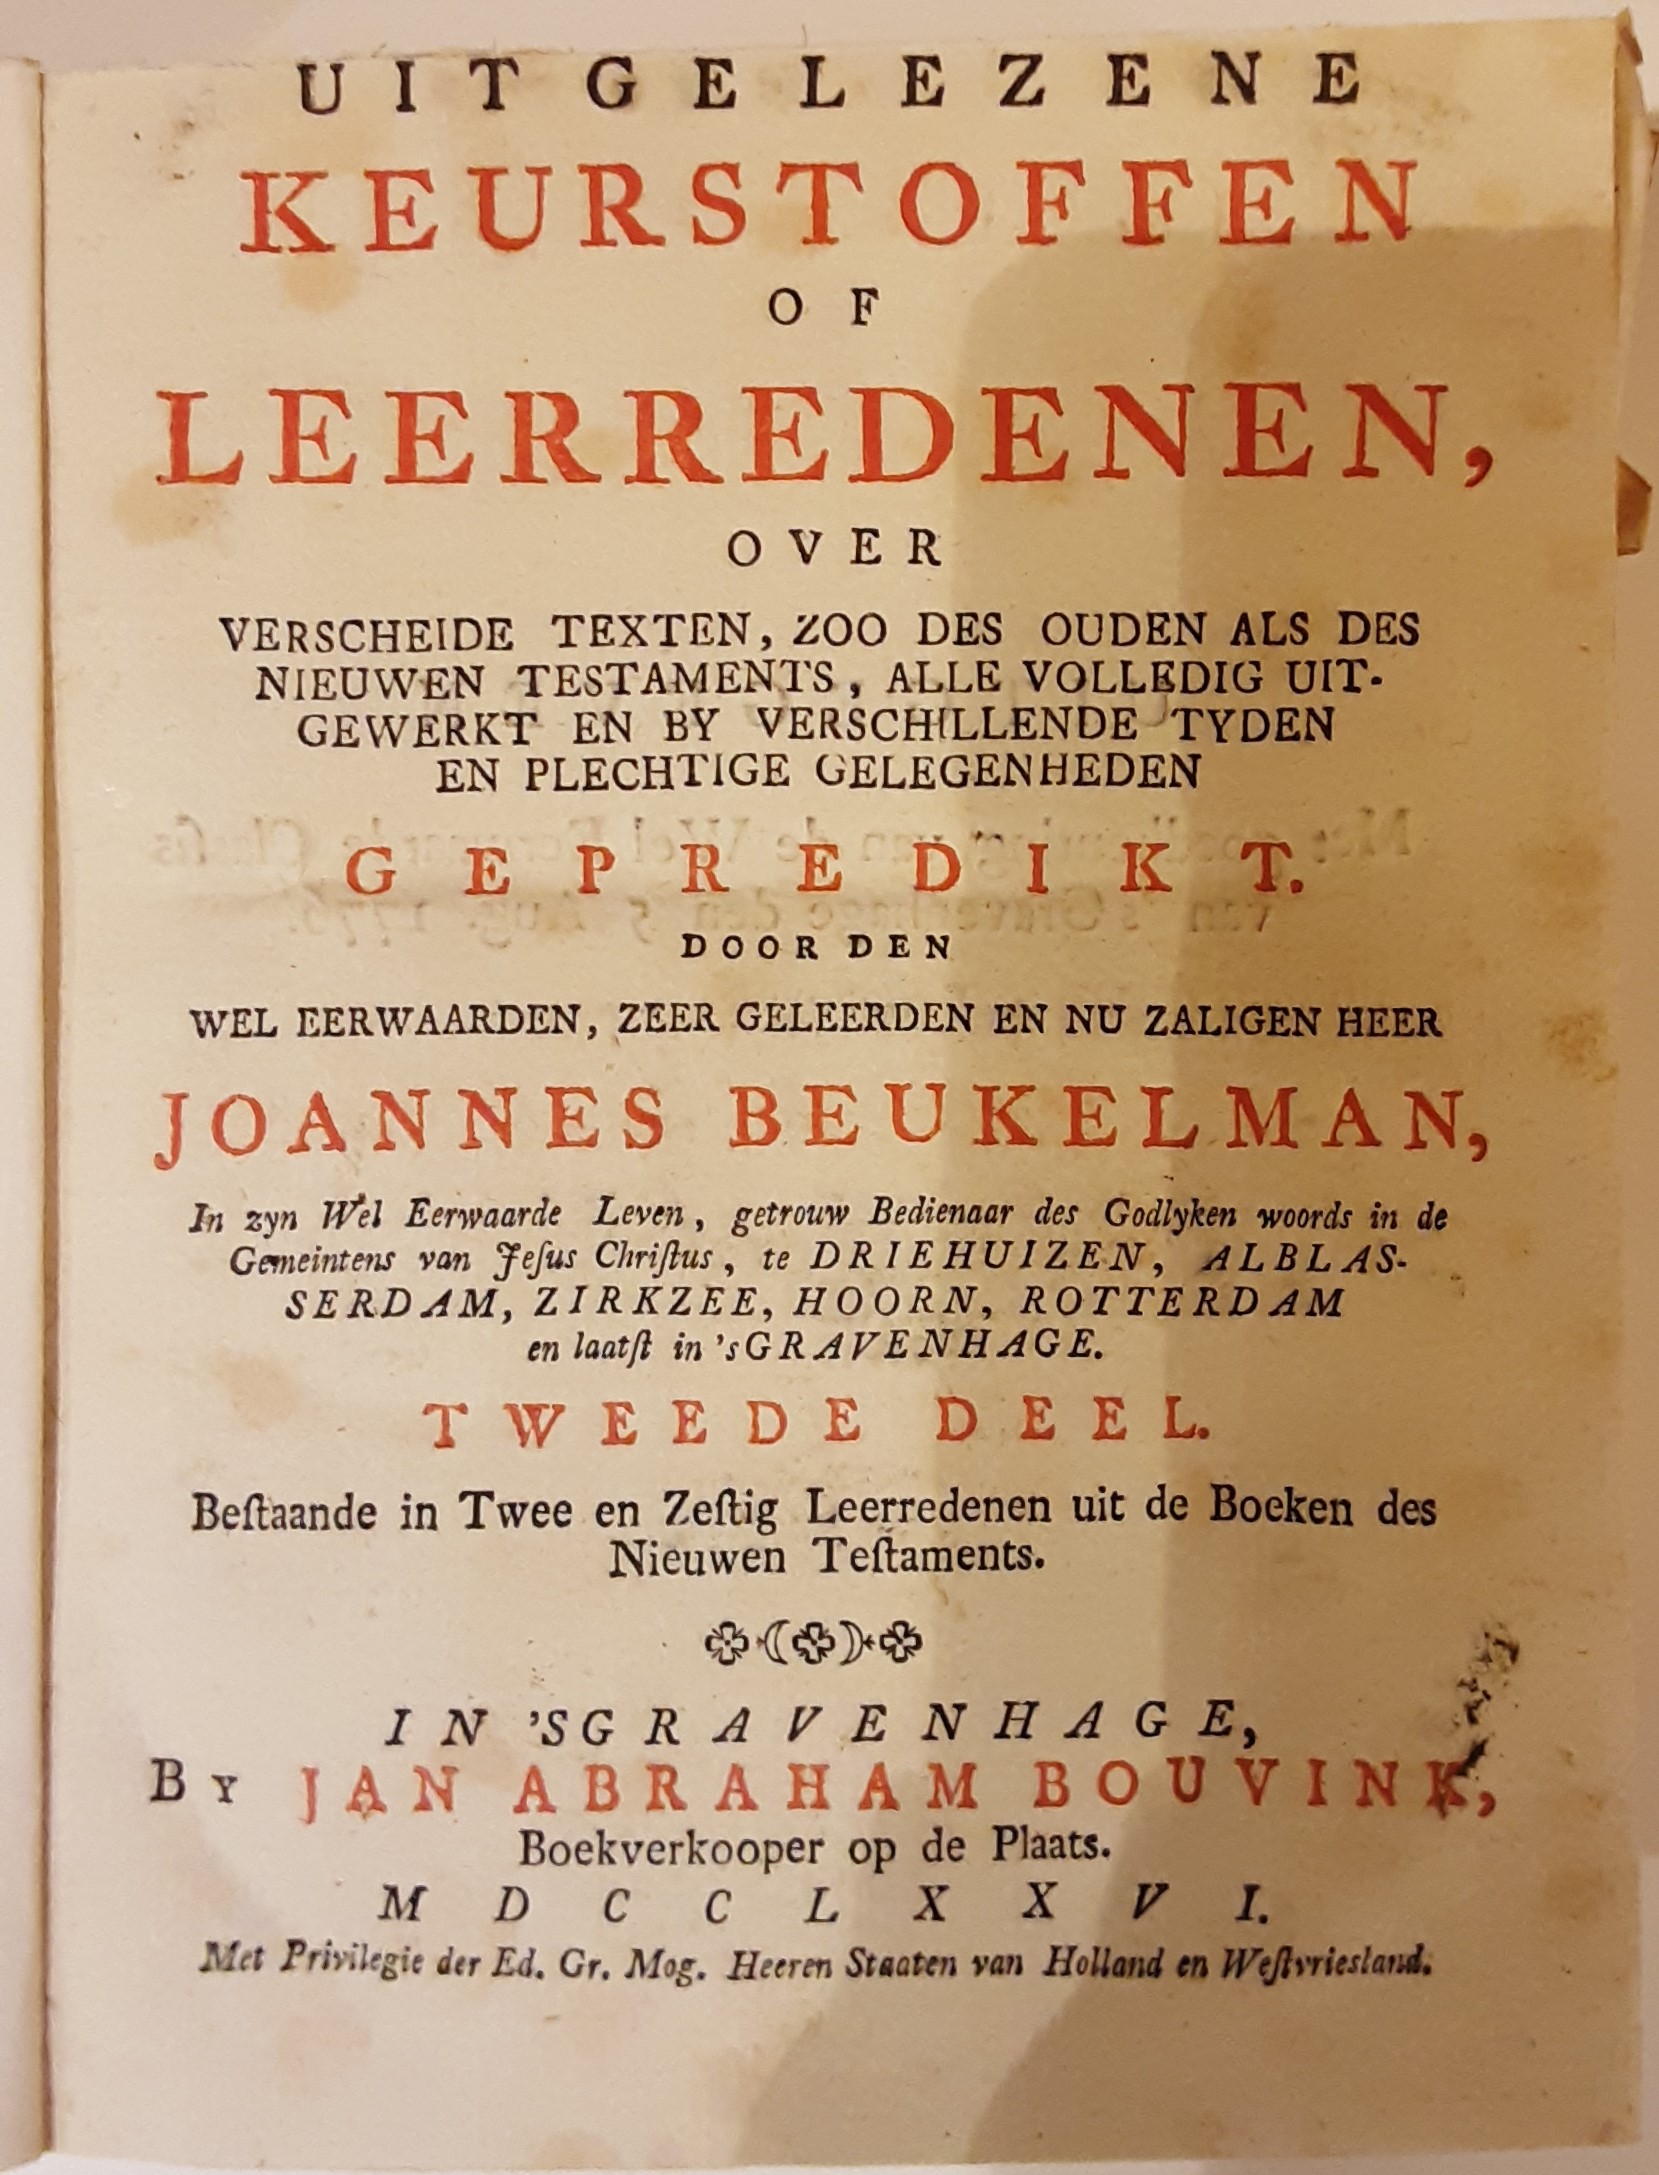 UITGELEZENE
KEURSTOFFEN
OF
LEERREDENEN,
OVER
VERSCHEIDE TEXTEN, ZOO DES OUDEN ALS DES
NIEUWEN TESTAMENTS, ALLE VOLLEDIG UIT-
GEWERKT EN BY VERSCHILLENDE TYDEN
EN PLECHTIGE GELEGENHEDEN
GEPREDIKT.
DOOR DEN
WEL EERWAARDEN, ZEER GELEERDEN EN NU ZALIGEN HEER
JOANNES BEUKELMAN,
In zyn Wel Eerwaarde Leven, getrouw Bedienaar des Godlyken woords in de
Gemeintens van Jeſus Chriſtus, te DRIEHUIZEN, ALBLAS-
SERDAM, ZIRKZEE, HOORN, ROTTERDAM
en laatſt in 'sGRAVENHAGE.
TWEEDE DEEL.
Beſtaande in Twee en Zeſtig Leerredenen uit de Boeken des
Nieuwen Teſtaments.
IN 'SGRAVENHAGE,
BY JAN ABRAHAM BOUVINK,
Boekverkooper op de Plaats.
MDCCLXXVI.
Met Privilegie der Ed. Gr. Mog. Heeren Staaten van Holland en Weſtvriesland.